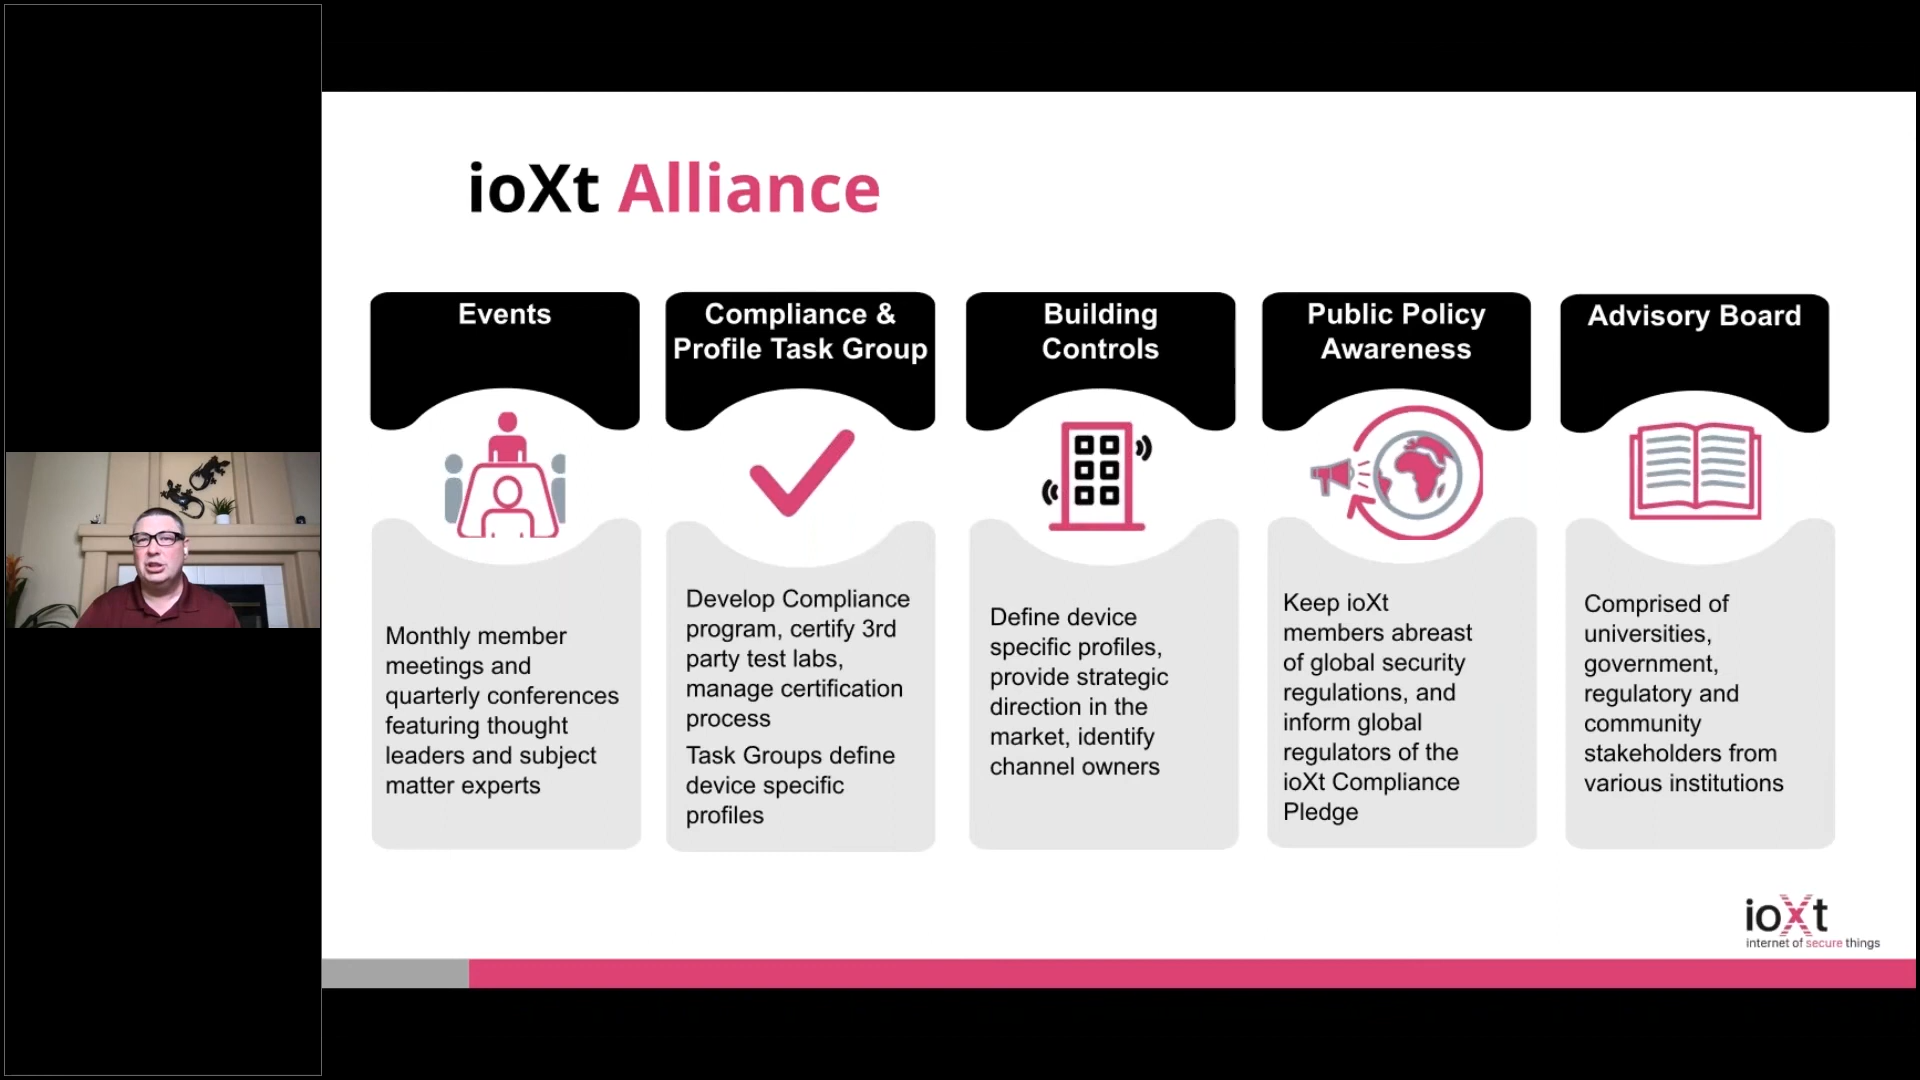 ioXt Alliance
Events
Monthly member
meetings and
quarterly conferences
featuring thought
leaders and subject
matter experts
Compliance &
Profile Task Group
Develop Compliance
program, certify 3rd
party test labs,
manage certification
process
Task Groups define
device specific
profiles
Building
Controls
Define device
specific profiles,
provide strategic
direction in the
market, identify
channel owners
Public Policy
Awareness
Keep ioXt
members abreast
of global security
regulations, and
inform global
regulators of the
ioXt Compliance
Pledge
Advisory Board
Comprised of
universities,
government,
regulatory and
community
stakeholders from
various institutions
ioXt
internet of secure things